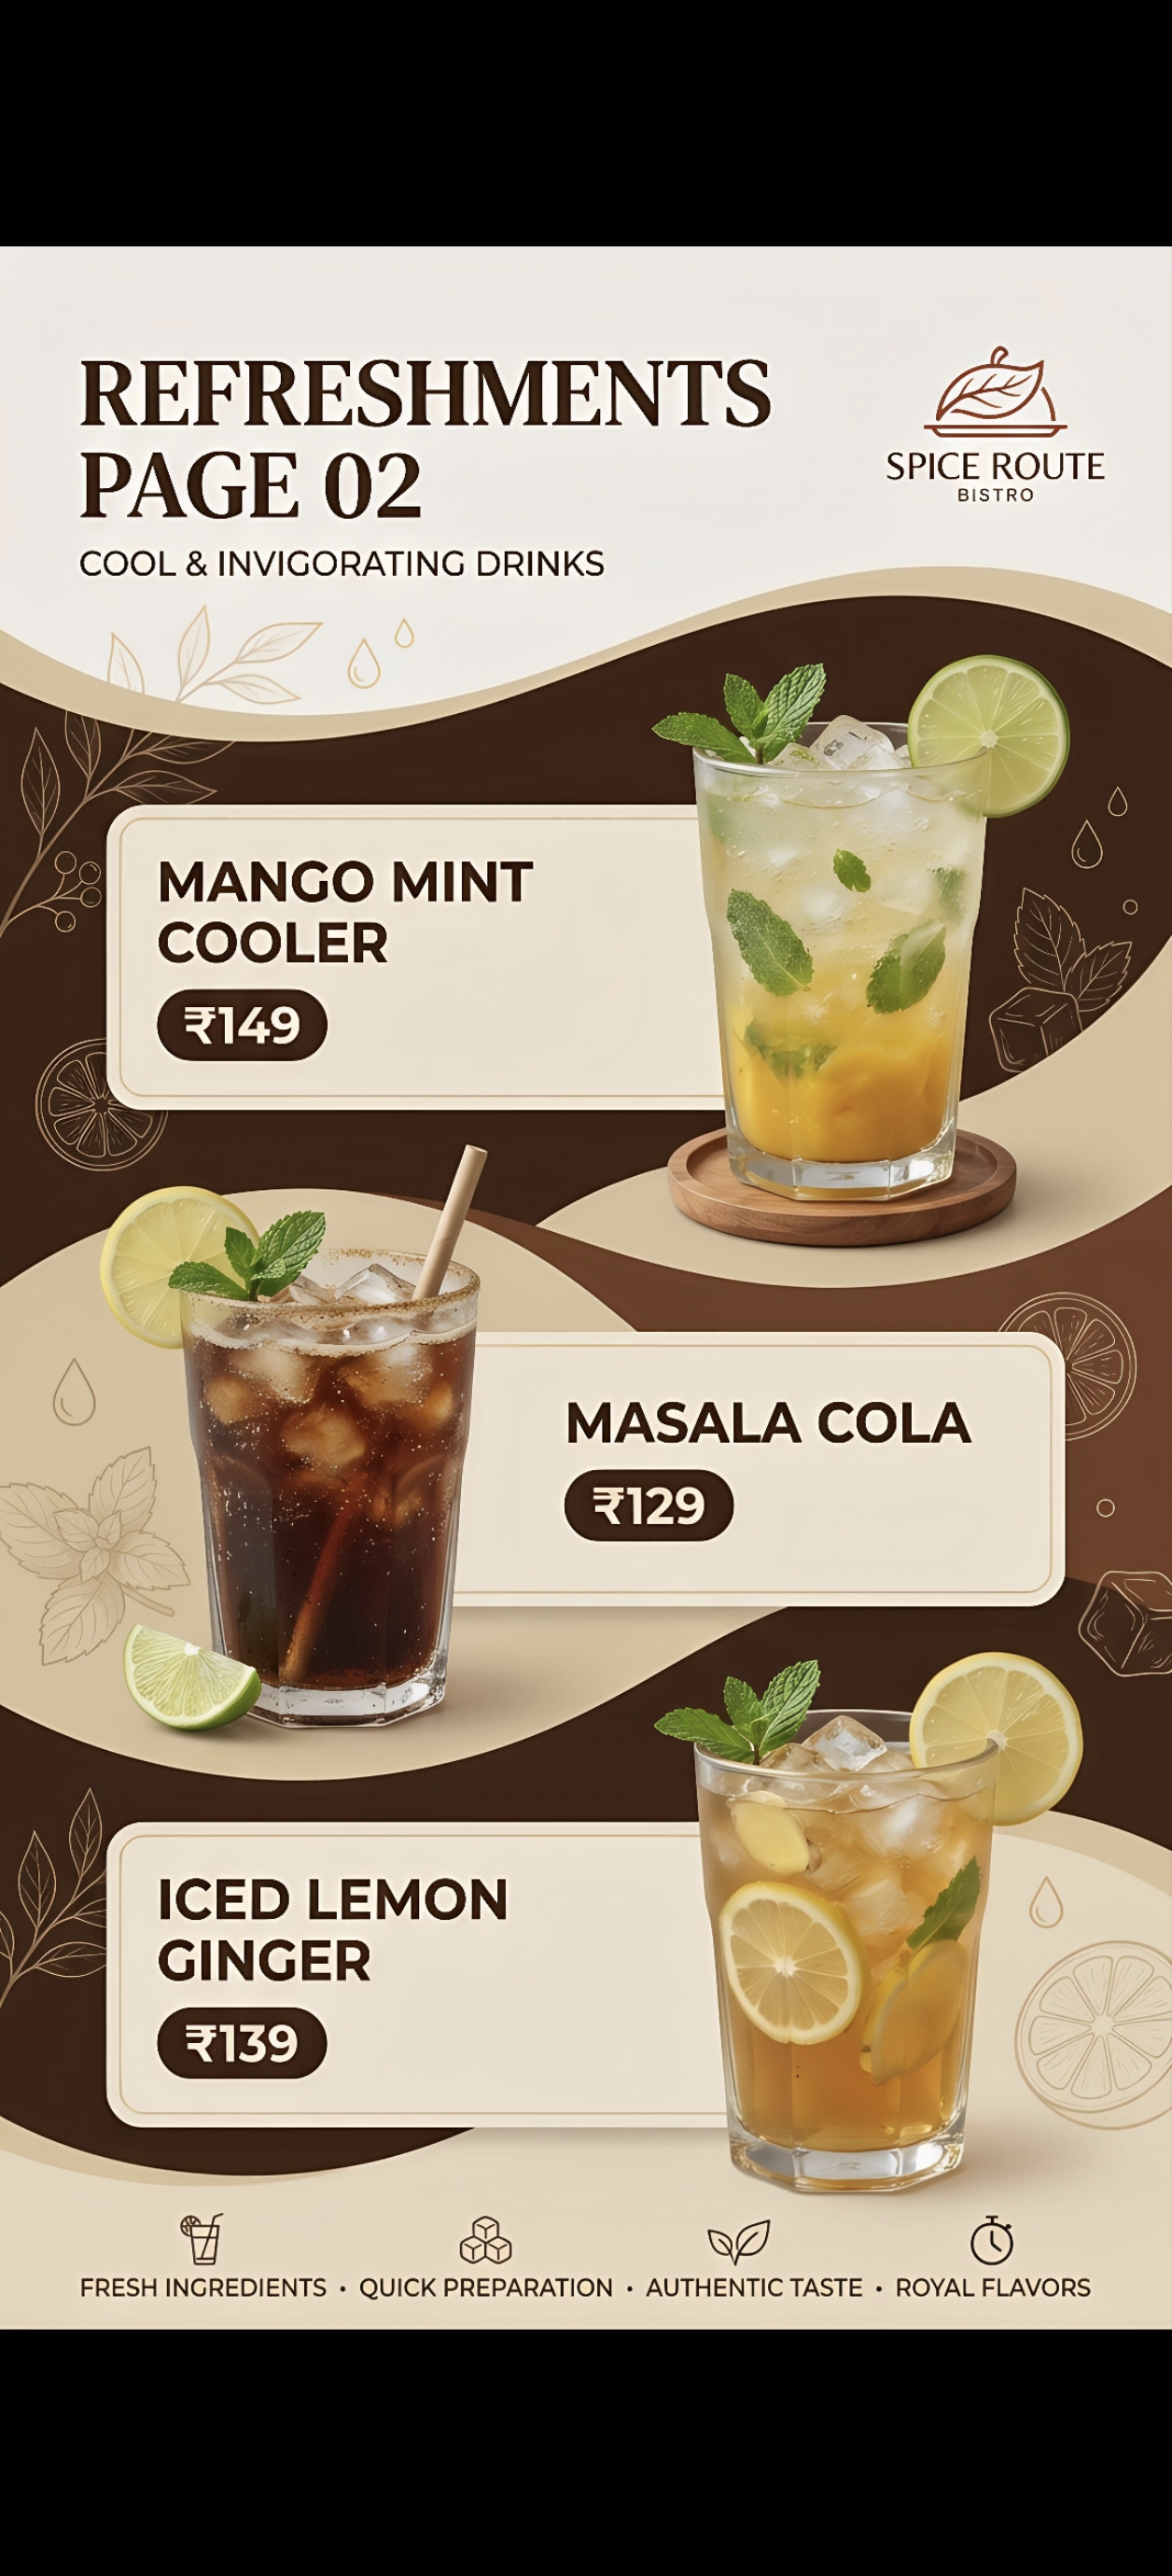 REFRESHMENTS
PAGE 02
COOL & INVIGORATING DRINKS
SPICE ROUTE
BISTRO
MANGO MINT
COOLER
₹149
MASALA COLA
₹129
ICED LEMON
GINGER
₹139
FRESH INGREDIENTS • QUICK PREPARATION • AUTHENTIC TASTE • ROYAL FLAVORS